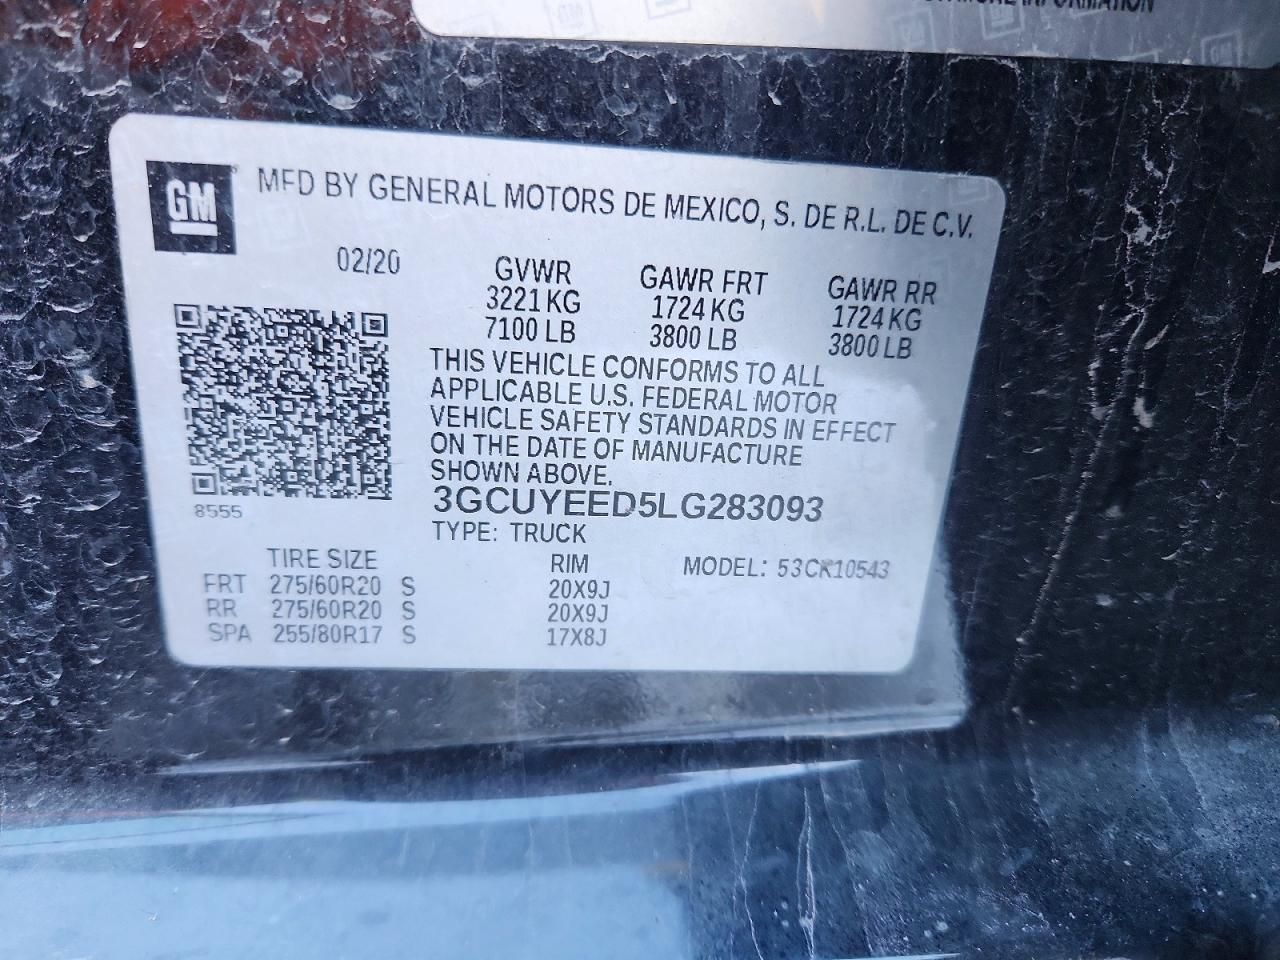 MORE INFORMATION
GM
MFD BY GENERAL MOTORS DE MEXICO, S. DE R.L. DE C.V.
02/20
GVWR GAWR FRT GAWR RR
3221 KG 1724 KG 1724 KG
7100 LB 3800 LB 3800 LB
THIS VEHICLE CONFORMS TO ALL
APPLICABLE U.S. FEDERAL MOTOR
VEHICLE SAFETY STANDARDS IN EFFECT
ON THE DATE OF MANUFACTURE
SHOWN ABOVE.
3GCUYEED5LG283093
8555
TYPE: TRUCK
TIRE SIZE RIM MODEL: 53CK10543
FRT 275/60R20 S 20X9J
RR 275/60R20 S 20X9J
SPA 255/80R17 S 17X8J